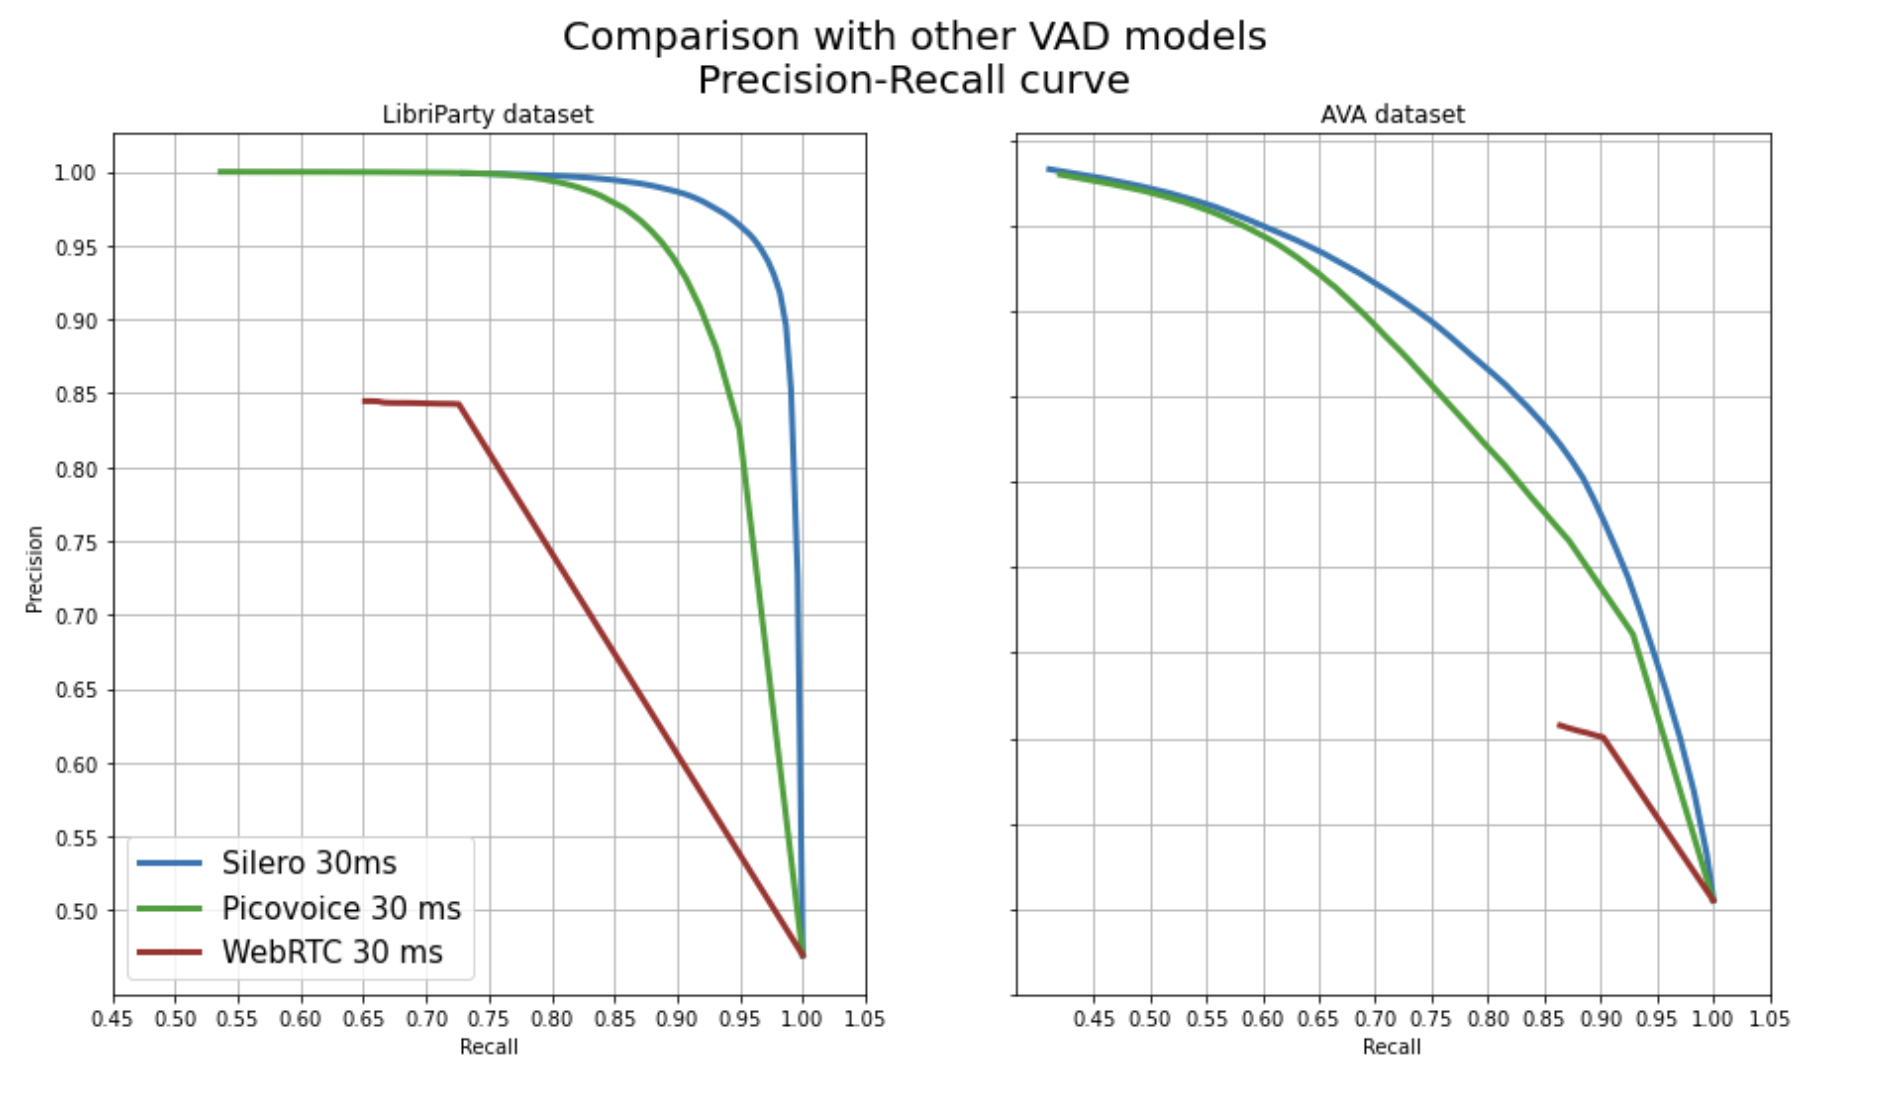 Comparison with other VAD models
Precision-Recall curve
LibriParty dataset
1.00
0.95
0.90
0.85
0.80
0.75
0.70
0.65
0.60
0.55
0.50
Precision
Silero 30ms
Picovoice 30 ms
WebRTC 30 ms
0.45 0.50 0.55 0.60 0.65 0.70 0.75 0.80 0.85 0.90 0.95 1.00 1.05
Recall
AVA dataset
0.45 0.50 0.55 0.60 0.65 0.70 0.75 0.80 0.85 0.90 0.95 1.00 1.05
Recall